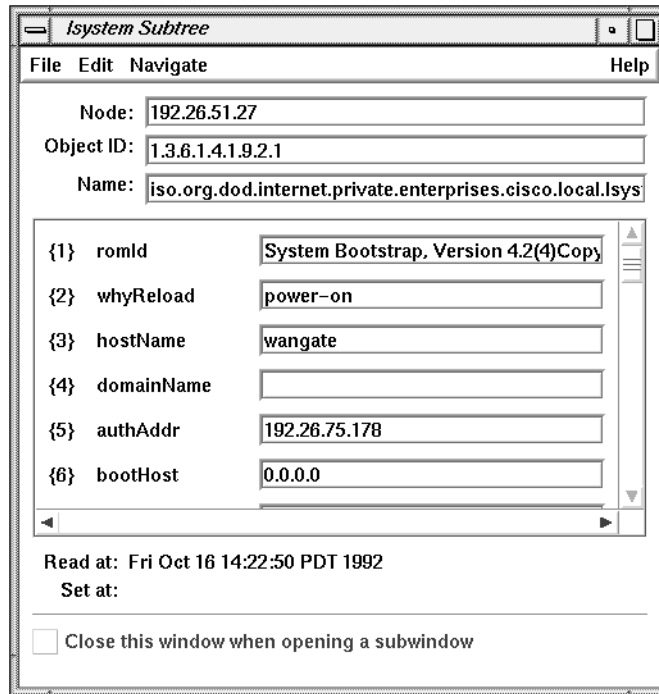 lsystem Subtree
File Edit Navigate Help
Node: 192.26.51.27
Object ID: 1.3.6.1.4.1.9.2.1
Name: iso.org.dod.internet.private.enterprises.cisco.local.lsys
{1} romId System Bootstrap, Version 4.2(4)Copy
{2} whyReload power-on
{3} hostName wangate
{4} domainName
{5} authAddr 192.26.75.178
{6} bootHost 0.0.0.0
Read at: Fri Oct 16 14:22:50 PDT 1992
Set at:
Close this window when opening a subwindow